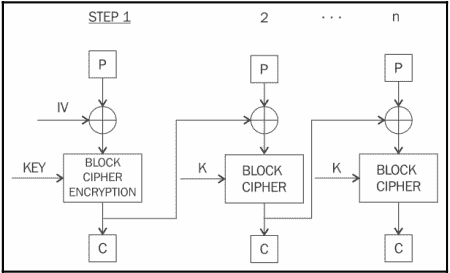 STEP 1 2 ... n
P P P
IV
KEY BLOCK CIPHER ENCRYPTION K BLOCK CIPHER K BLOCK CIPHER
C C C